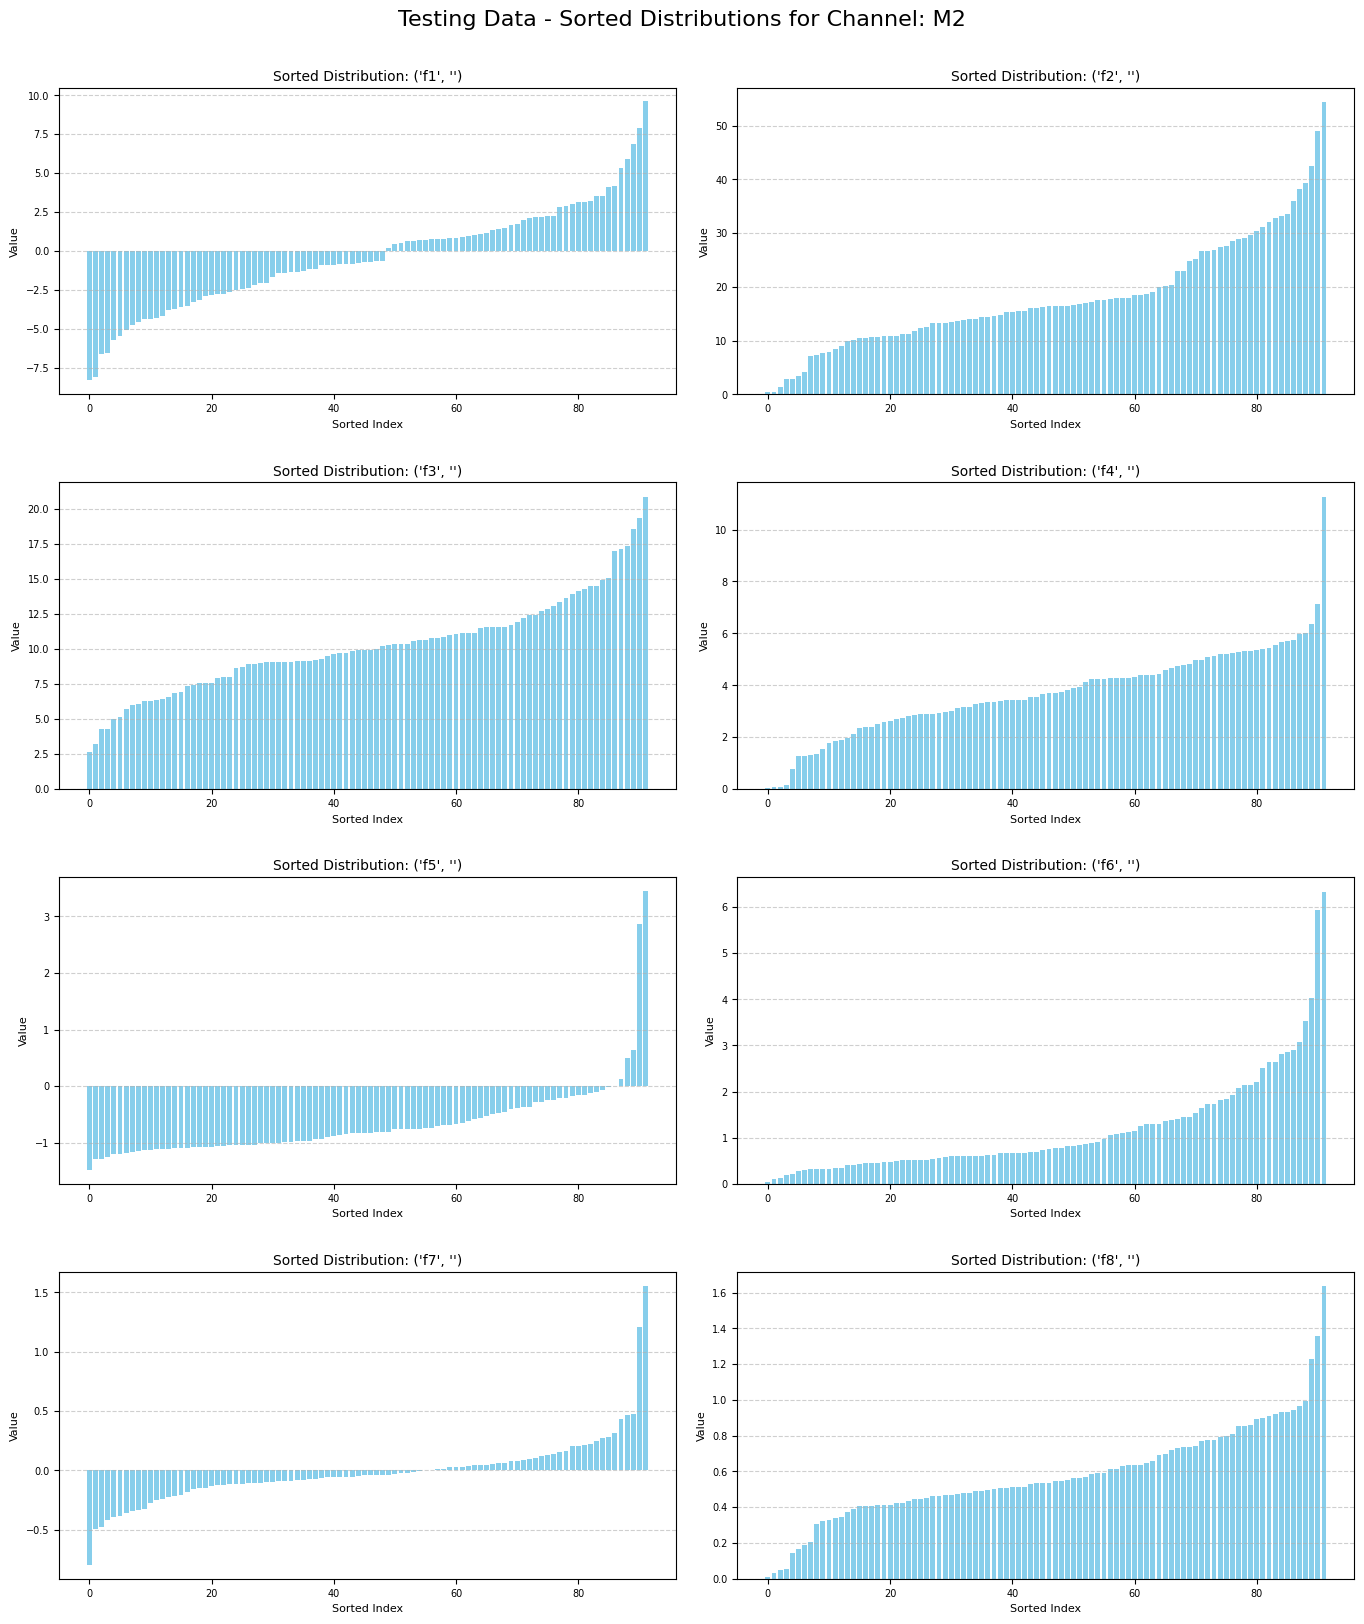 Testing Data - Sorted Distributions for Channel: M2
Sorted Distribution: ('f1', '')
Value
10.0
7.5
5.0
2.5
0.0
−2.5
−5.0
−7.5
0 20 40 60 80
Sorted Index
Sorted Distribution: ('f2', '')
Value
50
40
30
20
10
0
0 20 40 60 80
Sorted Index
Sorted Distribution: ('f3', '')
Value
20.0
17.5
15.0
12.5
10.0
7.5
5.0
2.5
0.0
0 20 40 60 80
Sorted Index
Sorted Distribution: ('f4', '')
Value
10
8
6
4
2
0
0 20 40 60 80
Sorted Index
Sorted Distribution: ('f5', '')
Value
3
2
1
0
−1
0 20 40 60 80
Sorted Index
Sorted Distribution: ('f6', '')
Value
6
5
4
3
2
1
0
0 20 40 60 80
Sorted Index
Sorted Distribution: ('f7', '')
Value
1.5
1.0
0.5
0.0
−0.5
0 20 40 60 80
Sorted Index
Sorted Distribution: ('f8', '')
Value
1.6
1.4
1.2
1.0
0.8
0.6
0.4
0.2
0.0
0 20 40 60 80
Sorted Index